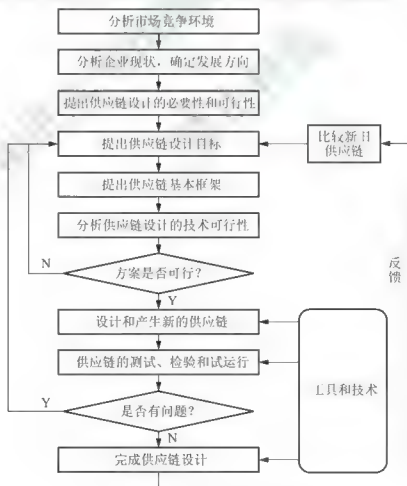 分析市场竞争环境
分析企业现状，确定发展方向
提出供应链设计的必要性和可行性
提出供应链设计目标
比较新旧
供应链
提出供应链基本框架
分析供应链设计的技术可行性
N
方案是否可行?
反
馈
Y
设计和产生新的供应链
供应链的测试、检验和试运行
工具和技术
Y
是否有问题?
N
完成供应链设计